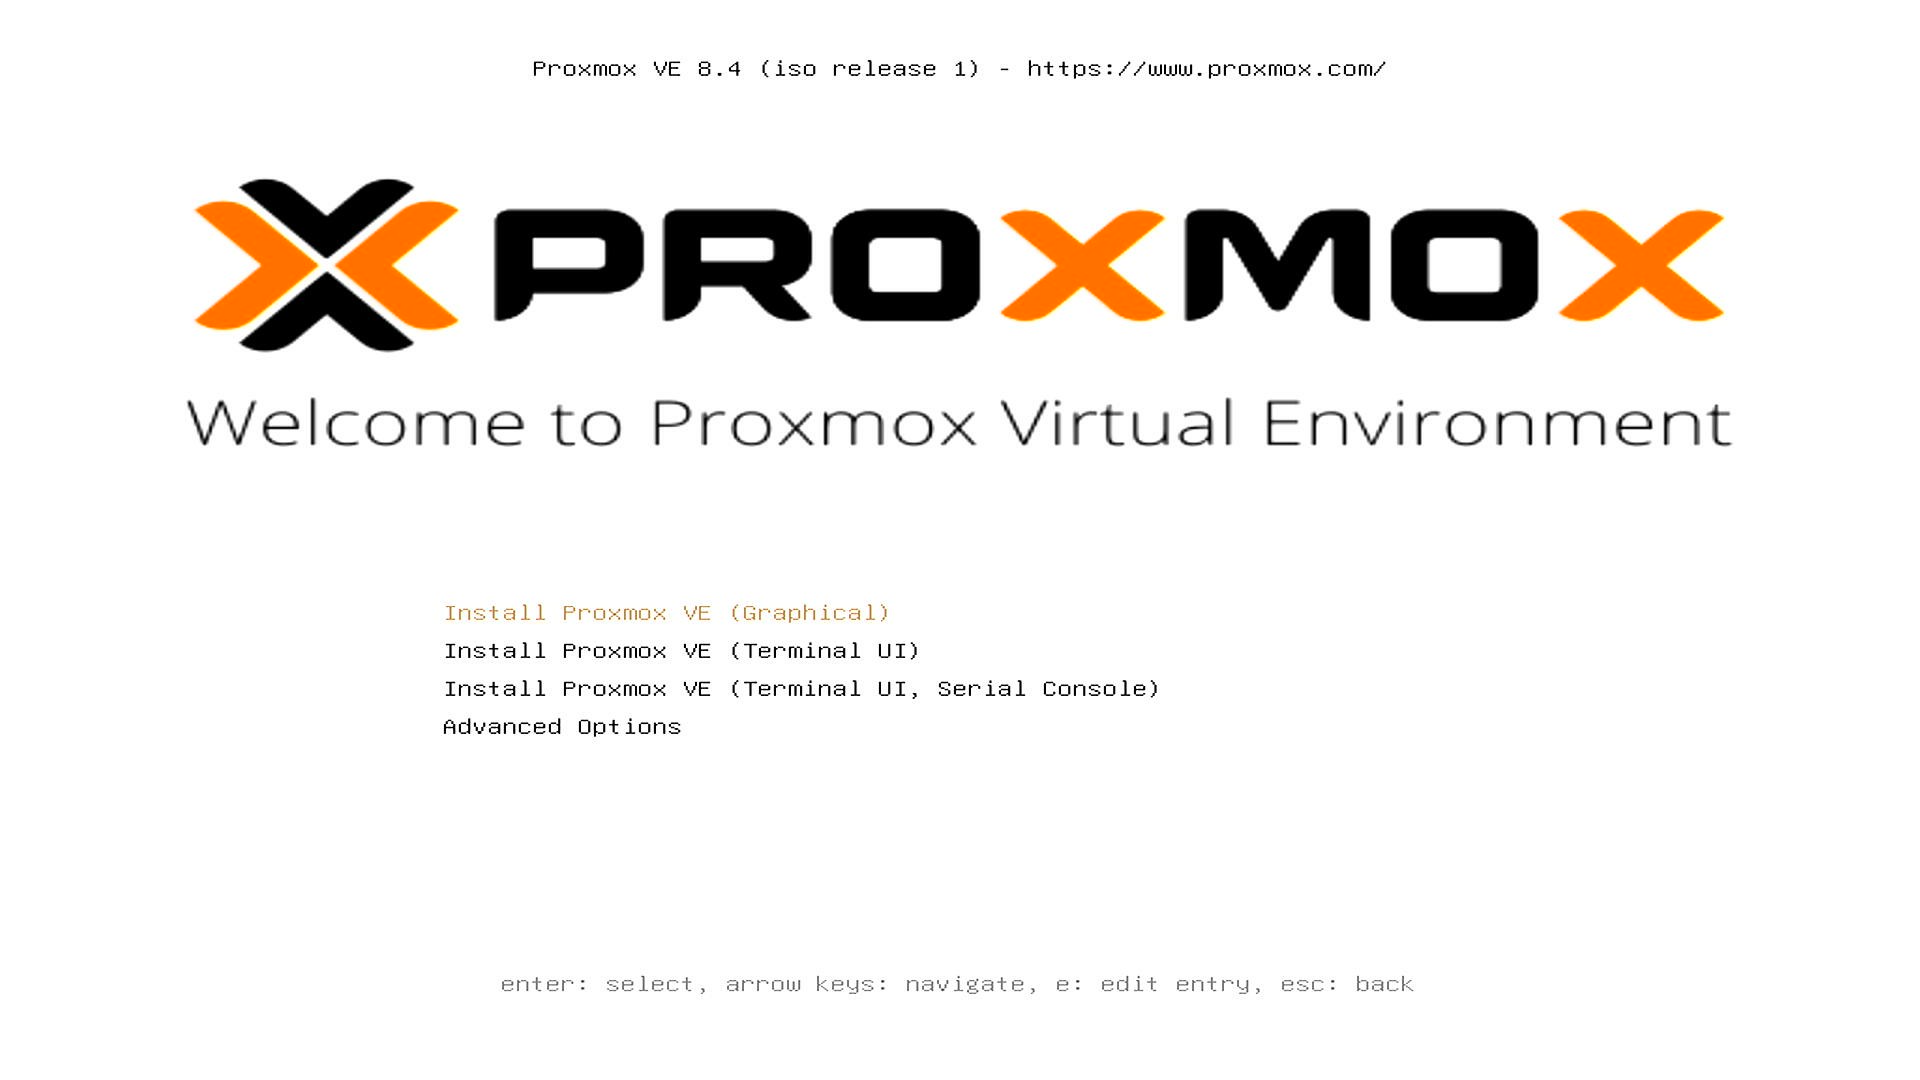 Proxmox VE 8.4 (iso release 1) - https://www.proxmox.com/
PROXMOX
Welcome to Proxmox Virtual Environment
Install Proxmox VE (Graphical)
Install Proxmox VE (Terminal UI)
Install Proxmox VE (Terminal UI, Serial Console)
Advanced Options
enter: select, arrow keys: navigate, e: edit entry, esc: back